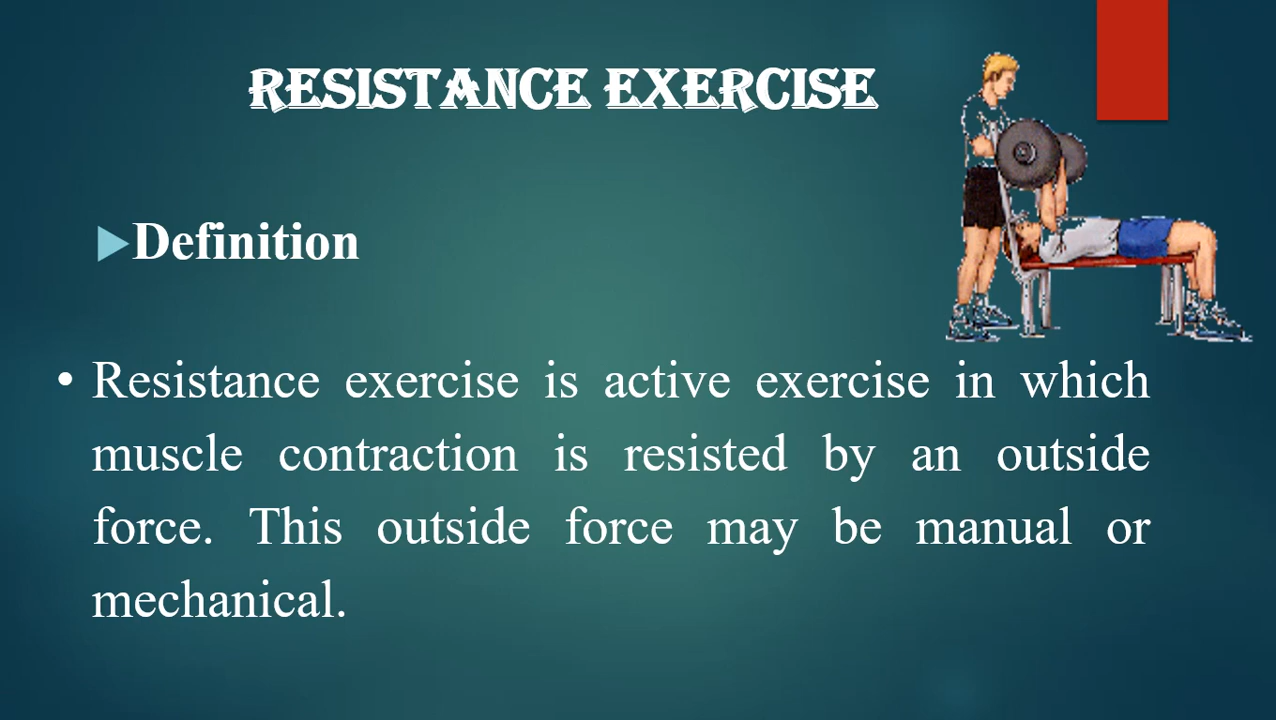 RESISTANCE EXERCISE
Definition
• Resistance exercise is active exercise in which
muscle contraction is resisted by an outside
force. This outside force may be manual or
mechanical.